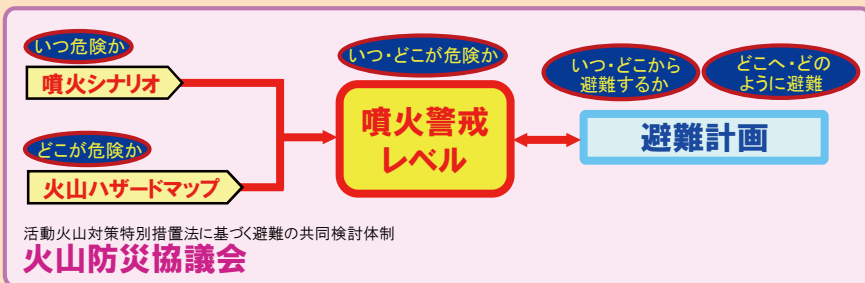 いつ危険か
噴火シナリオ
どこが危険か
火山ハザードマップ
いつ・どこが危険か
噴火警戒
レベル
いつ・どこから
避難するか
どこへ・どの
ように避難
避難計画
活動火山対策特別措置法に基づく避難の共同検討体制
火山防災協議会